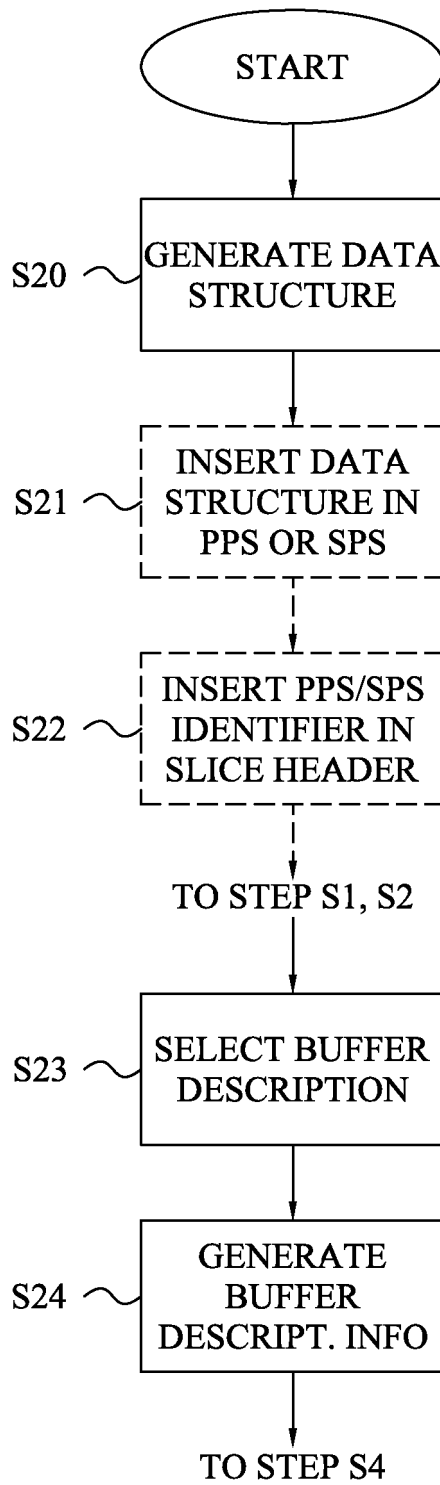 START
S20
GENERATE DATA
STRUCTURE
S21
INSERT DATA
STRUCTURE IN
PPS OR SPS
S22
INSERT PPS/SPS
IDENTIFIER IN
SLICE HEADER
TO STEP S1, S2
S23
SELECT BUFFER
DESCRIPTION
S24
GENERATE
BUFFER
DESCRIPT. INFO
TO STEP S4